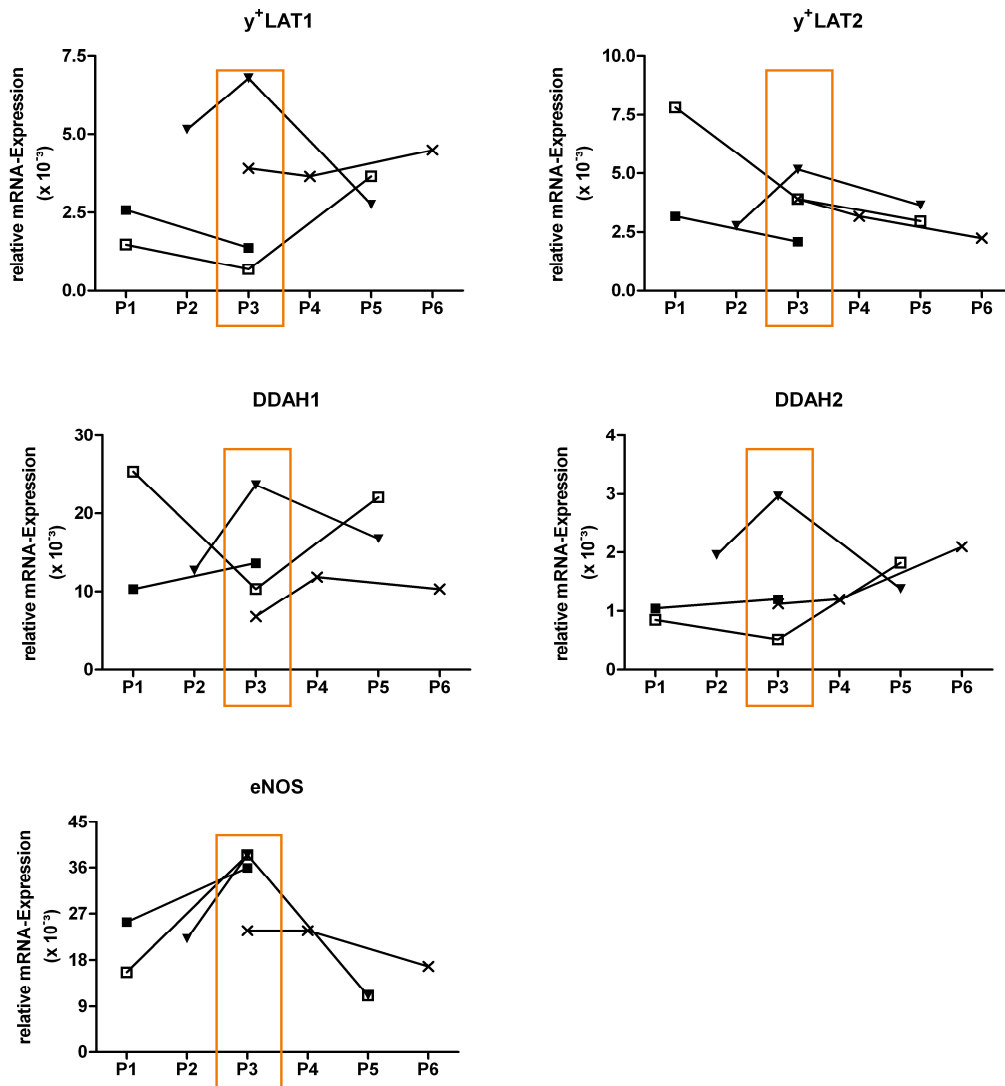 y⁺LAT1
relative mRNA-Expression
(x 10⁻³)
7.5
5.0
2.5
0.0
P1 P2 P3 P4 P5 P6
y⁺LAT2
relative mRNA-Expression
(x 10⁻³)
10.0
7.5
5.0
2.5
0.0
P1 P2 P3 P4 P5 P6
DDAH1
relative mRNA-Expression
(x 10⁻³)
30
20
10
0
P1 P2 P3 P4 P5 P6
DDAH2
relative mRNA-Expression
(x 10⁻³)
4
3
2
1
0
P1 P2 P3 P4 P5 P6
eNOS
relative mRNA-Expression
(x 10⁻³)
45
36
27
18
9
0
P1 P2 P3 P4 P5 P6